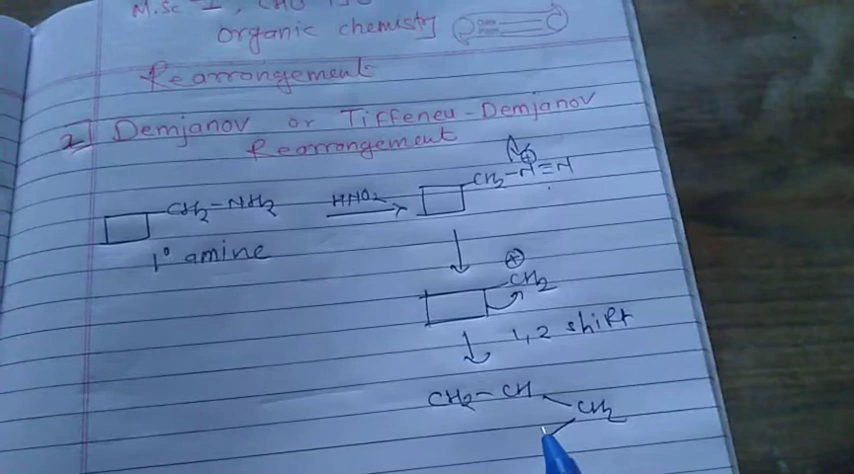 M.Sc - I, CHO
organic chemistry
Rearrangement
2] Demjanov or Tiffeneu-Demjanov
Rearrangement
CH2-NH2 HNO2 CH2-N≡N
1° amine
⊕
CH2
1,2 shift
CH2-CH
CH2